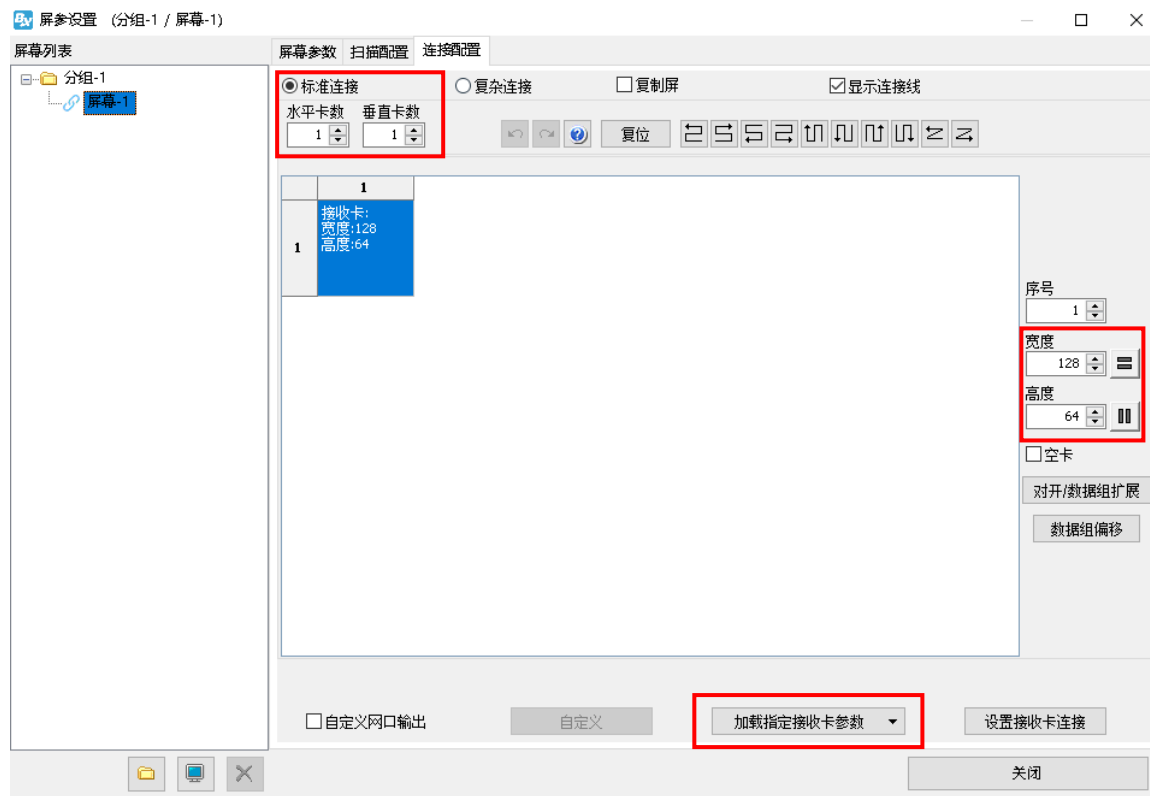 屏参设置 (分组-1 / 屏幕-1)
屏幕列表
分组-1
屏幕-1
屏幕参数 扫描配置 连接配置
标准连接 复杂连接 复制屏 显示连接线
水平卡数 垂直卡数
1 1 复位
1
1
接收卡:
宽度:128
高度:64
序号
1
宽度
128
高度
64
空卡
对开/数据组扩展
数据组偏移
自定义网口输出 自定义 加载指定接收卡参数 设置接收卡连接
关闭